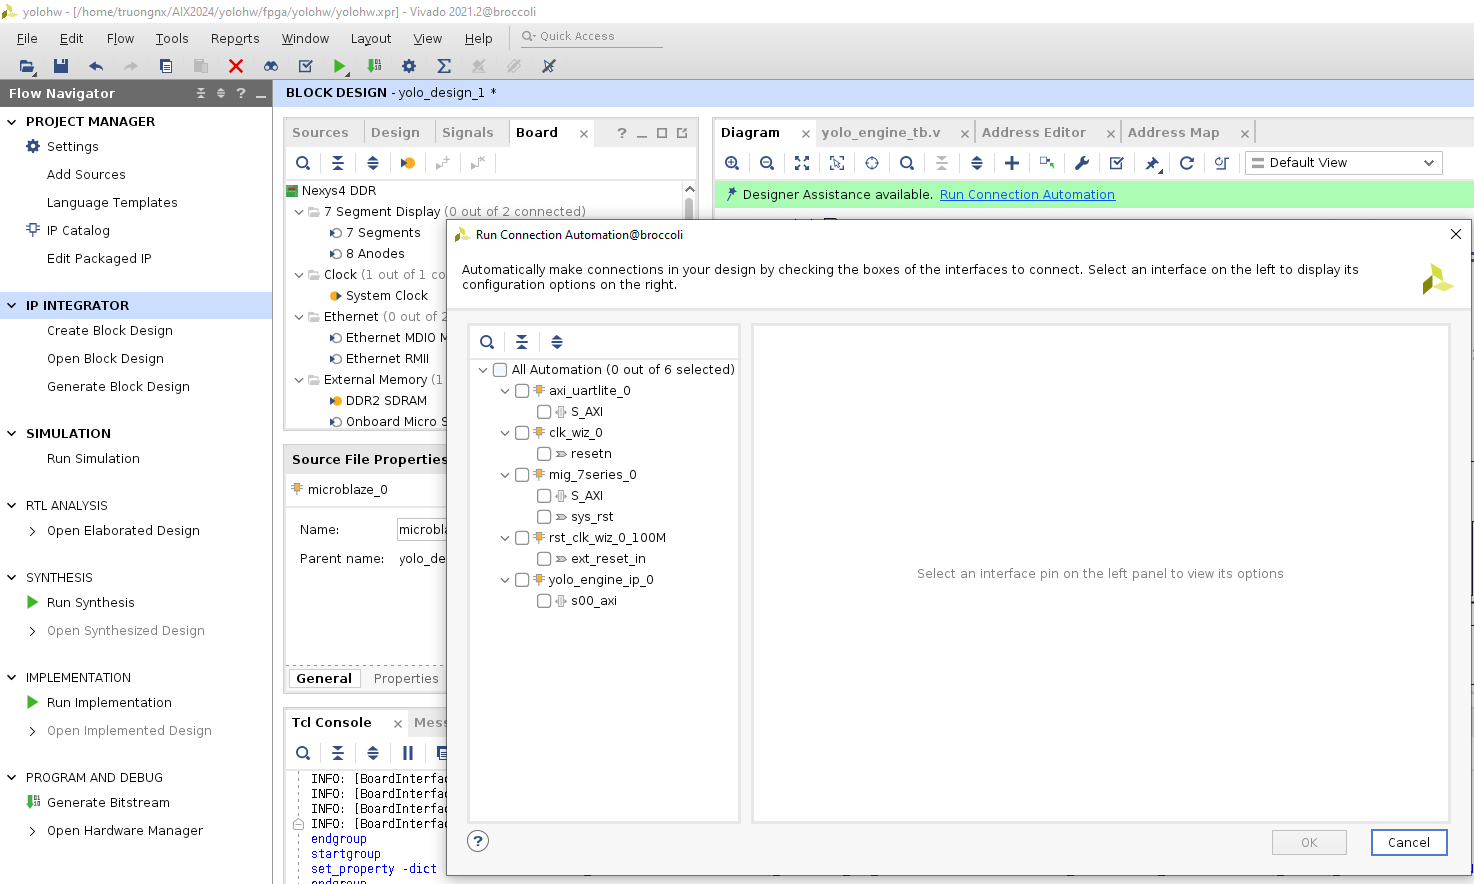 yolohw - [/home/truongnx/AIX2024/yolohw/fpga/yolohw/yolohw.xpr] - Vivado 2021.2@broccoli
File Edit Flow Tools Reports Window Layout View Help Quick Access
Flow Navigator
PROJECT MANAGER
Settings
Add Sources
Language Templates
IP Catalog
Edit Packaged IP
IP INTEGRATOR
Create Block Design
Open Block Design
Generate Block Design
SIMULATION
Run Simulation
RTL ANALYSIS
Open Elaborated Design
SYNTHESIS
Run Synthesis
Open Synthesized Design
IMPLEMENTATION
Run Implementation
Open Implemented Design
PROGRAM AND DEBUG
Generate Bitstream
Open Hardware Manager
BLOCK DESIGN - yolo_design_1 *
Sources Design Signals Board
Nexys4 DDR
7 Segment Display (0 out of 2 connected)
7 Segments
8 Anodes
Clock (1 out of 1 co
System Clock
Ethernet (0 out of 2
Ethernet MDIO M
Ethernet RMII
External Memory (1
DDR2 SDRAM
Onboard Micro S
Source File Properties
microblaze_0
Name: microbla
Parent name: yolo_de
General Properties
Tcl Console Mess
INFO: [BoardInterfac
INFO: [BoardInterfac
INFO: [BoardInterfac
INFO: [BoardInterfac
endgroup
startgroup
set_property -dict
endgroup
Diagram yolo_engine_tb.v Address Editor Address Map
Default View
Designer Assistance available. Run Connection Automation
Run Connection Automation@broccoli
Automatically make connections in your design by checking the boxes of the interfaces to connect. Select an interface on the left to display its
configuration options on the right.
All Automation (0 out of 6 selected)
axi_uartlite_0
S_AXI
clk_wiz_0
resetn
mig_7series_0
S_AXI
sys_rst
rst_clk_wiz_0_100M
ext_reset_in
yolo_engine_ip_0
s00_axi
Select an interface pin on the left panel to view its options
OK Cancel